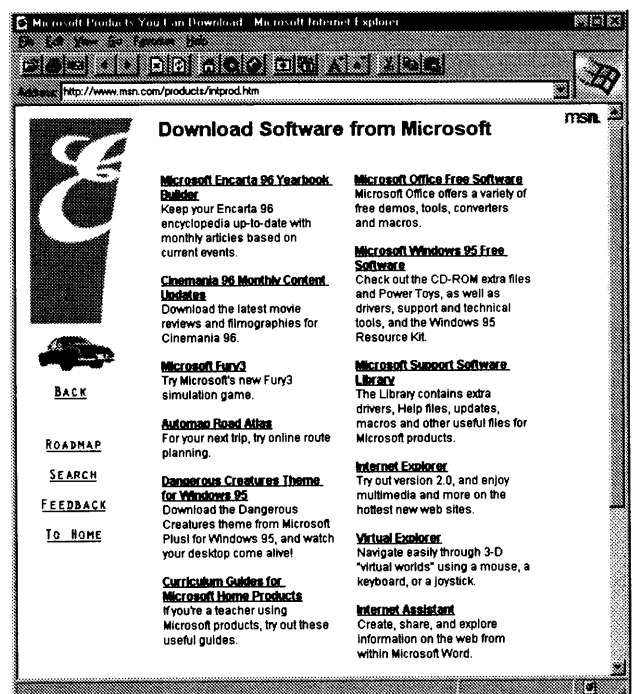 Microsoft Products You Can Download - Microsoft Internet Explorer
File Edit View Go Favorites Help
Address: http://www.msn.com/products/intprod.htm
msn.
Download Software from Microsoft
Microsoft Encarta 96 Yearbook
Builder
Keep your Encarta 96
encyclopedia up-to-date with
monthly articles based on
current events.
Cinemania 96 Monthly Content
Updates
Download the latest movie
reviews and filmographies for
Cinemania 96.
Microsoft Fury3
Try Microsoft's new Fury3
simulation game.
Automap Road Atlas
For your next trip, try online route
planning.
Dangerous Creatures Theme
for Windows 95
Download the Dangerous
Creatures theme from Microsoft
Plus! for Windows 95, and watch
your desktop come alive!
Curriculum Guides for
Microsoft Home Products
If you're a teacher using
Microsoft products, try out these
useful guides.
Microsoft Office Free Software
Microsoft Office offers a variety of
free demos, tools, converters
and macros.
Microsoft Windows 95 Free
Software
Check out the CD-ROM extra files
and Power Toys, as well as
drivers, support and technical
tools, and the Windows 95
Resource Kit.
Microsoft Support Software
Library
The Library contains extra
drivers, Help files, updates,
macros and other useful files for
Microsoft products.
Internet Explorer
Try out version 2.0, and enjoy
multimedia and more on the
hottest new web sites.
Virtual Explorer
Navigate easily through 3-D
"virtual worlds" using a mouse, a
keyboard, or a joystick.
Internet Assistant
Create, share, and explore
information on the web from
within Microsoft Word.
BACK
ROADMAP
SEARCH
FEEDBACK
TO HOME